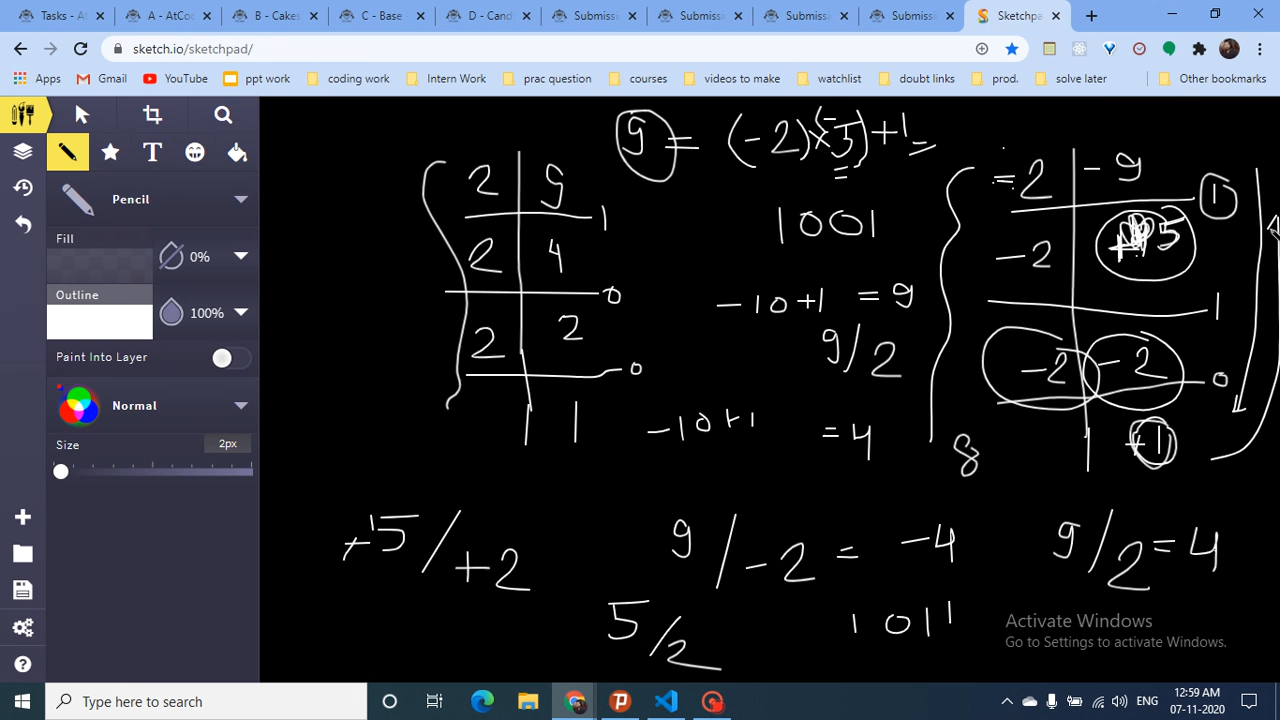 Tasks - At
A - AtCo
B - Cakes
C - Base
D - Cand
Submissi
Submissi
Submissi
Submissi
Sketchpa
sketch.io/sketchpad/
Apps
Gmail
YouTube
ppt work
coding work
Intern Work
prac question
courses
videos to make
watchlist
doubt links
prod.
solve later
Other bookmarks
Pencil
Fill
0%
Outline
100%
Paint Into Layer
Normal
Size
2px
9 = (-2)×(-5)+1 =
2 9
1
2 4
0
2 2
0
1 1
1001
-10+1 = 9
9/2
-10+1 = 4
8
-2 -9
1
-2 5
1
-2 -2
0
1 +1
+5/+2
9/-2 = -4
9/2=4
5/2
1011
Activate Windows
Go to Settings to activate Windows.
Type here to search
ENG
12:59 AM
07-11-2020